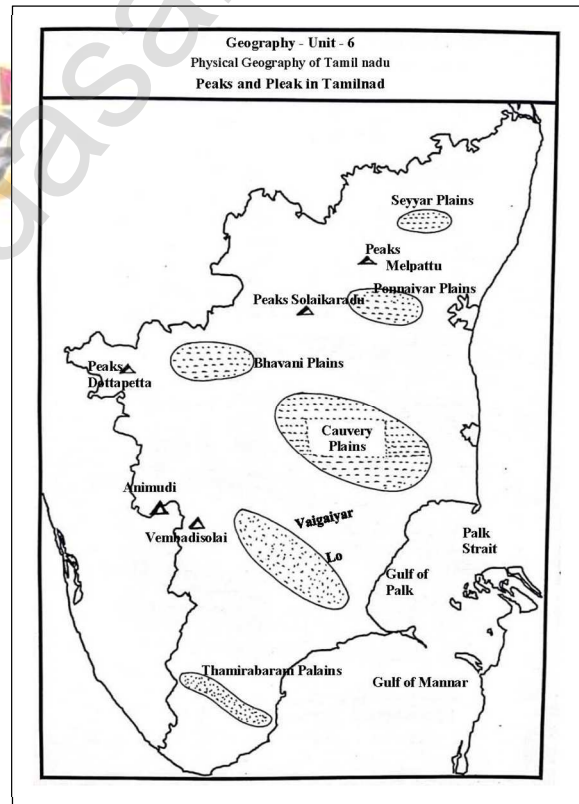 Geography - Unit - 6
Physical Geography of Tamil nadu
Peaks and Pleak in Tamilnad
Seyyar Plains
Peaks
Melpattu
Ponnaiyar Plains
Peaks Solaikaradu
Bhavani Plains
Peaks
Dottapetta
Cauvery
Plains
Animudi
Vembadisolai
Vaigaiyar
Lo
Palk
Strait
Gulf of
Palk
Thamirabaram Palains
Gulf of Mannar